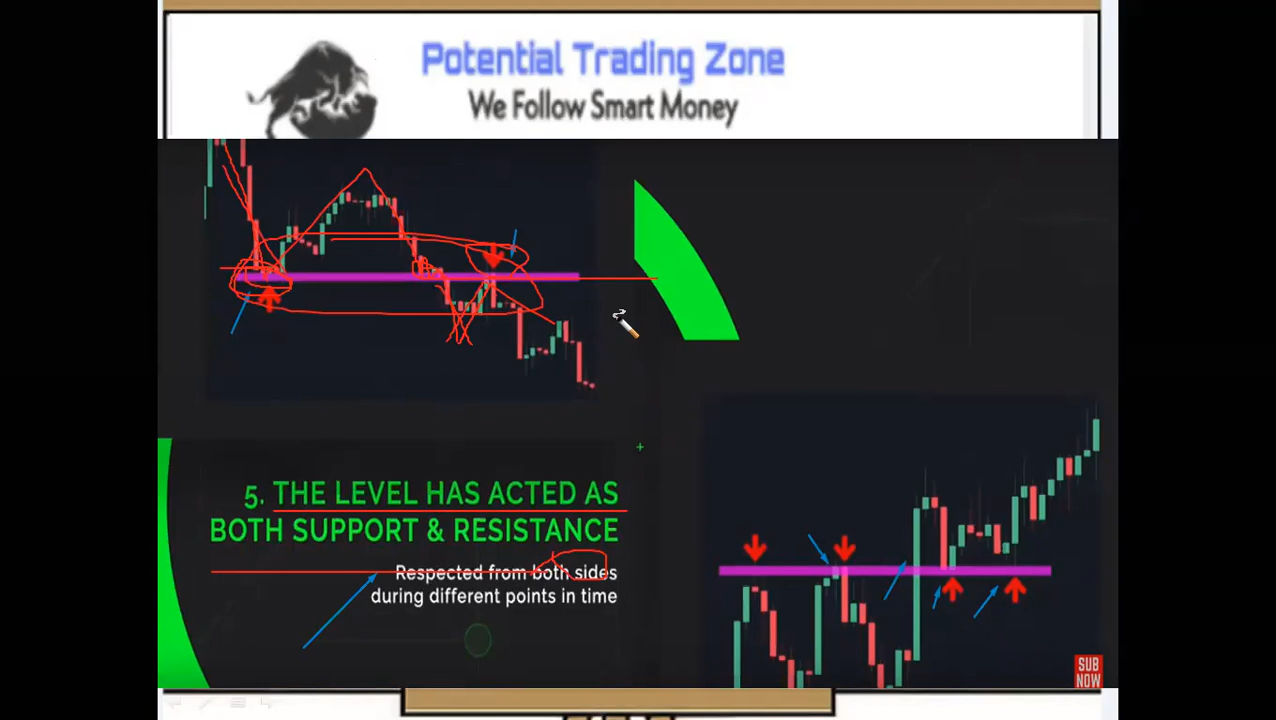 Potential Trading Zone
We Follow Smart Money
5. THE LEVEL HAS ACTED AS
BOTH SUPPORT & RESISTANCE
Respected from both sides
during different points in time
SUB
NOW